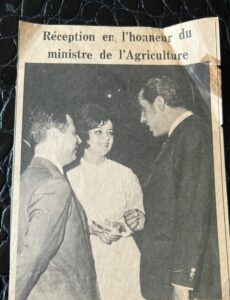 Réception en l'honneur du
ministre de l'Agriculture